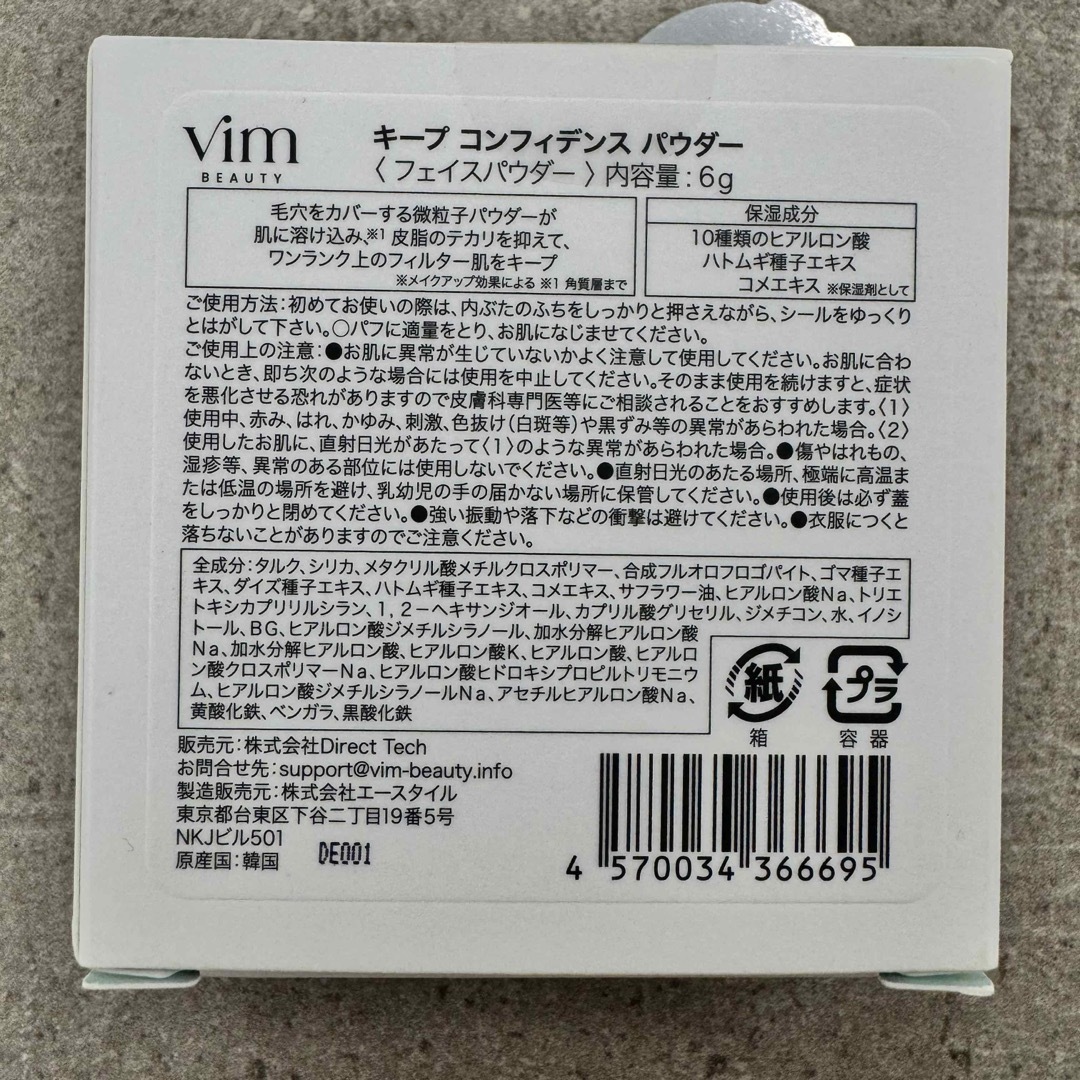 vim
BEAUTY
キープ コンフィデンス パウダー
〈 フェイスパウダー 〉内容量：6g
毛穴をカバーする微粒子パウダーが
肌に溶け込み、※1 皮脂のテカリを抑えて、
ワンランク上のフィルター肌をキープ
※メイクアップ効果による ※1 角質層まで
保湿成分
10種類のヒアルロン酸
ハトムギ種子エキス
コメエキス ※保湿剤として
ご使用方法：初めてお使いの際は、内ぶたのふちをしっかりと押さえながら、シールをゆっくり
とはがして下さい。○パフに適量をとり、お肌になじませてください。
ご使用上の注意：●お肌に異常が生じていないかよく注意して使用してください。お肌に合わ
ないとき、即ち次のような場合には使用を中止してください。そのまま使用を続けますと、症状
を悪化させる恐れがありますので皮膚科専門医等にご相談されることをおすすめします。〈1〉
使用中、赤み、はれ、かゆみ、刺激、色抜け（白斑等）や黒ずみ等の異常があらわれた場合。〈2〉
使用したお肌に、直射日光があたって〈1〉のような異常があらわれた場合。●傷やはれもの、
湿疹等、異常のある部位には使用しないでください。●直射日光のあたる場所、極端に高温ま
たは低温の場所を避け、乳幼児の手の届かない場所に保管してください。●使用後は必ず蓋
をしっかりと閉めてください。●強い振動や落下などの衝撃は避けてください。●衣服につくと
落ちないことがありますのでご注意ください。
全成分：タルク、シリカ、メタクリル酸メチルクロスポリマー、合成フルオロフロゴパイト、ゴマ種子エ
キス、ダイズ種子エキス、ハトムギ種子エキス、コメエキス、サフラワー油、ヒアルロン酸Na、トリエ
トキシカプリリルシラン、1，2－ヘキサンジオール、カプリル酸グリセリル、ジメチコン、水、イノシ
トール、BG、ヒアルロン酸ジメチルシラノール、加水分解ヒアルロン酸
Na、加水分解ヒアルロン酸、ヒアルロン酸K、ヒアルロン酸、ヒアルロ
ン酸クロスポリマーNa、ヒアルロン酸ヒドロキシプロピルトリモニウ
ム、ヒアルロン酸ジメチルシラノールNa、アセチルヒアルロン酸Na、
黄酸化鉄、ベンガラ、黒酸化鉄
紙
箱
プラ
容器
販売元：株式会社Direct Tech
お問合せ先：support@vim-beauty.info
製造販売元：株式会社エースタイル
東京都台東区下谷二丁目19番5号
NKJビル501
原産国：韓国
DE001
4 570034 366695